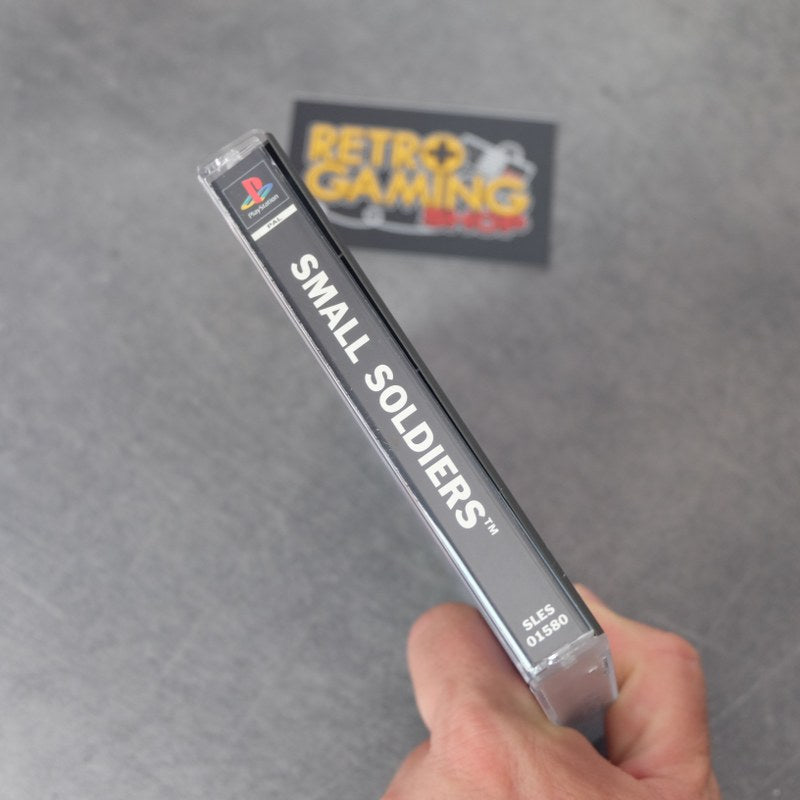 RETRO
GAMING
SHOP
PlayStation
PAL
SMALL SOLDIERS™
SLES
01580